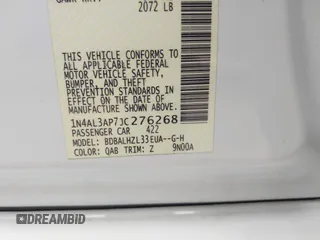 2072 LB
THIS VEHICLE CONFORMS TO ALL
APPLICABLE FEDERAL MOTOR
VEHICLE SAFETY,
BUMPER, AND THEFT
PREVENTION STANDARDS IN
EFFECT ON THE DATE OF
MANUFACTURE SHOWN ABOVE.
1N4AL3AP7JC276268
PASSENGER CAR 422
MODEL: BDBALHZL33EUA--G-H
COLOR: QAB TRIM: Z 9N00A
DREAMBID